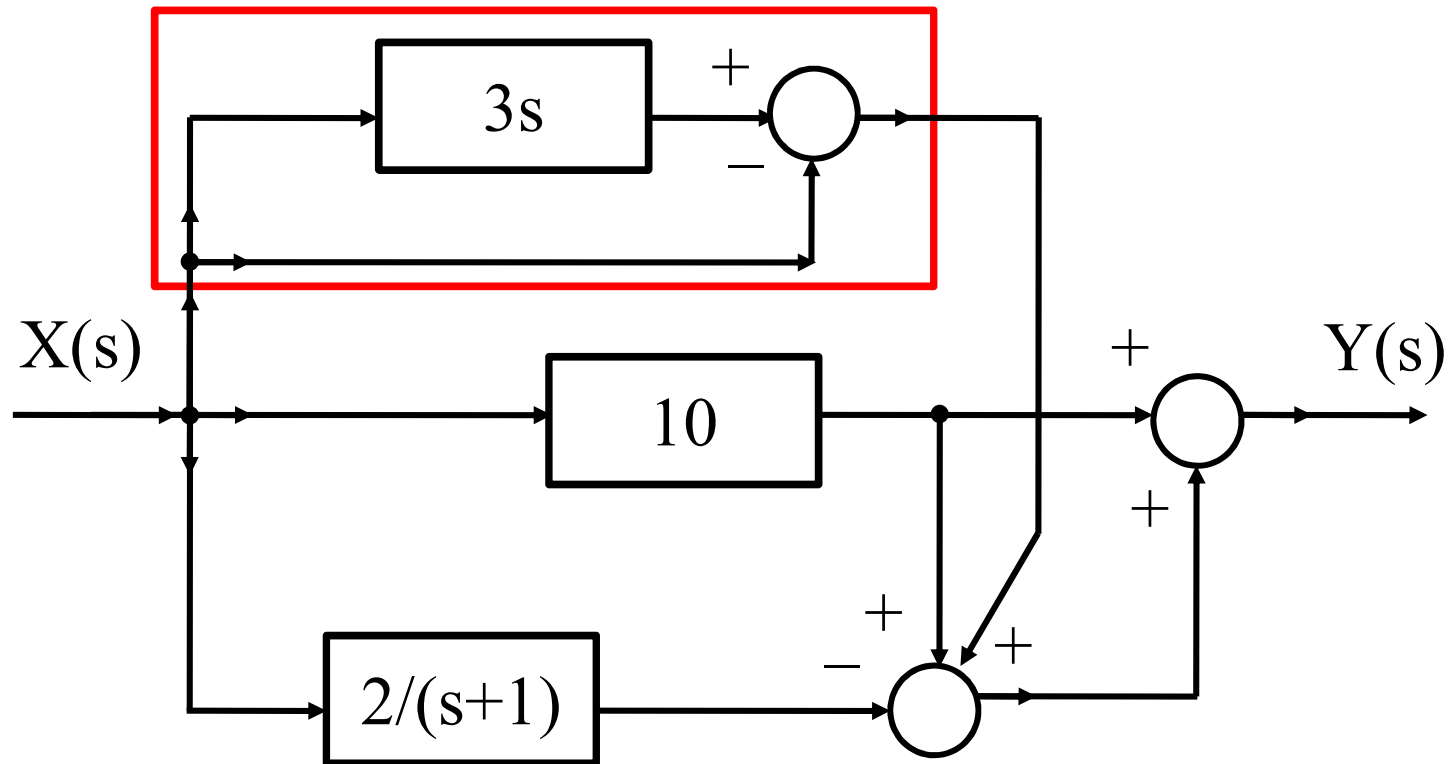 +
3s
−
X(s)
+
Y(s)
10
+
+
+
−
2/(s+1)